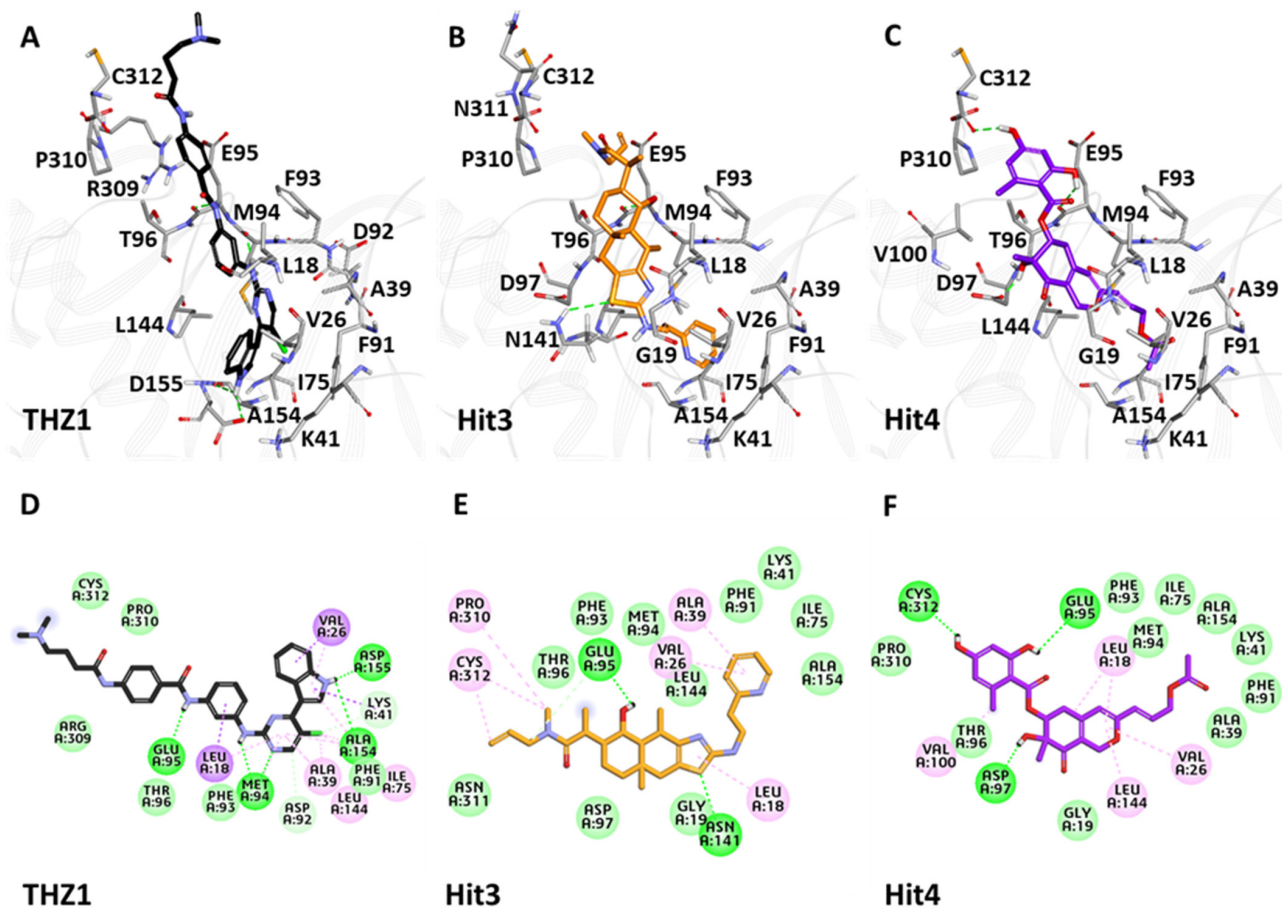 A
C312
P310
R309
E95
F93
T96
M94
D92
L18
A39
L144
V26
F91
D155
I75
A154
K41
THZ1
B
C312
N311
P310
E95
F93
T96
M94
L18
D97
A39
V26
N141
F91
G19
I75
A154
K41
Hit3
C
C312
P310
E95
F93
M94
T96
V100
L18
D97
A39
V26
L144
F91
G19
I75
A154
K41
Hit4
D
CYS
A:312
PRO
A:310
VAL
A:26
ASP
A:155
LYS
A:41
ARG
A:309
GLU
A:95
LEU
A:18
ALA
A:154
THR
A:96
PHE
A:93
MET
A:94
ASP
A:92
ALA
A:39
PHE
A:91
LEU
A:144
ILE
A:75
THZ1
E
LYS
A:41
PRO
A:310
PHE
A:93
MET
A:94
ALA
A:39
PHE
A:91
ILE
A:75
CYS
A:312
THR
A:96
GLU
A:95
VAL
A:26
LEU
A:144
ALA
A:154
ASN
A:311
ASP
A:97
GLY
A:19
ASN
A:141
LEU
A:18
Hit3
F
CYS
A:312
GLU
A:95
PHE
A:93
ILE
A:75
ALA
A:154
PRO
A:310
LEU
A:18
MET
A:94
LYS
A:41
PHE
A:91
VAL
A:100
THR
A:96
ALA
A:39
VAL
A:26
ASP
A:97
LEU
A:144
GLY
A:19
Hit4